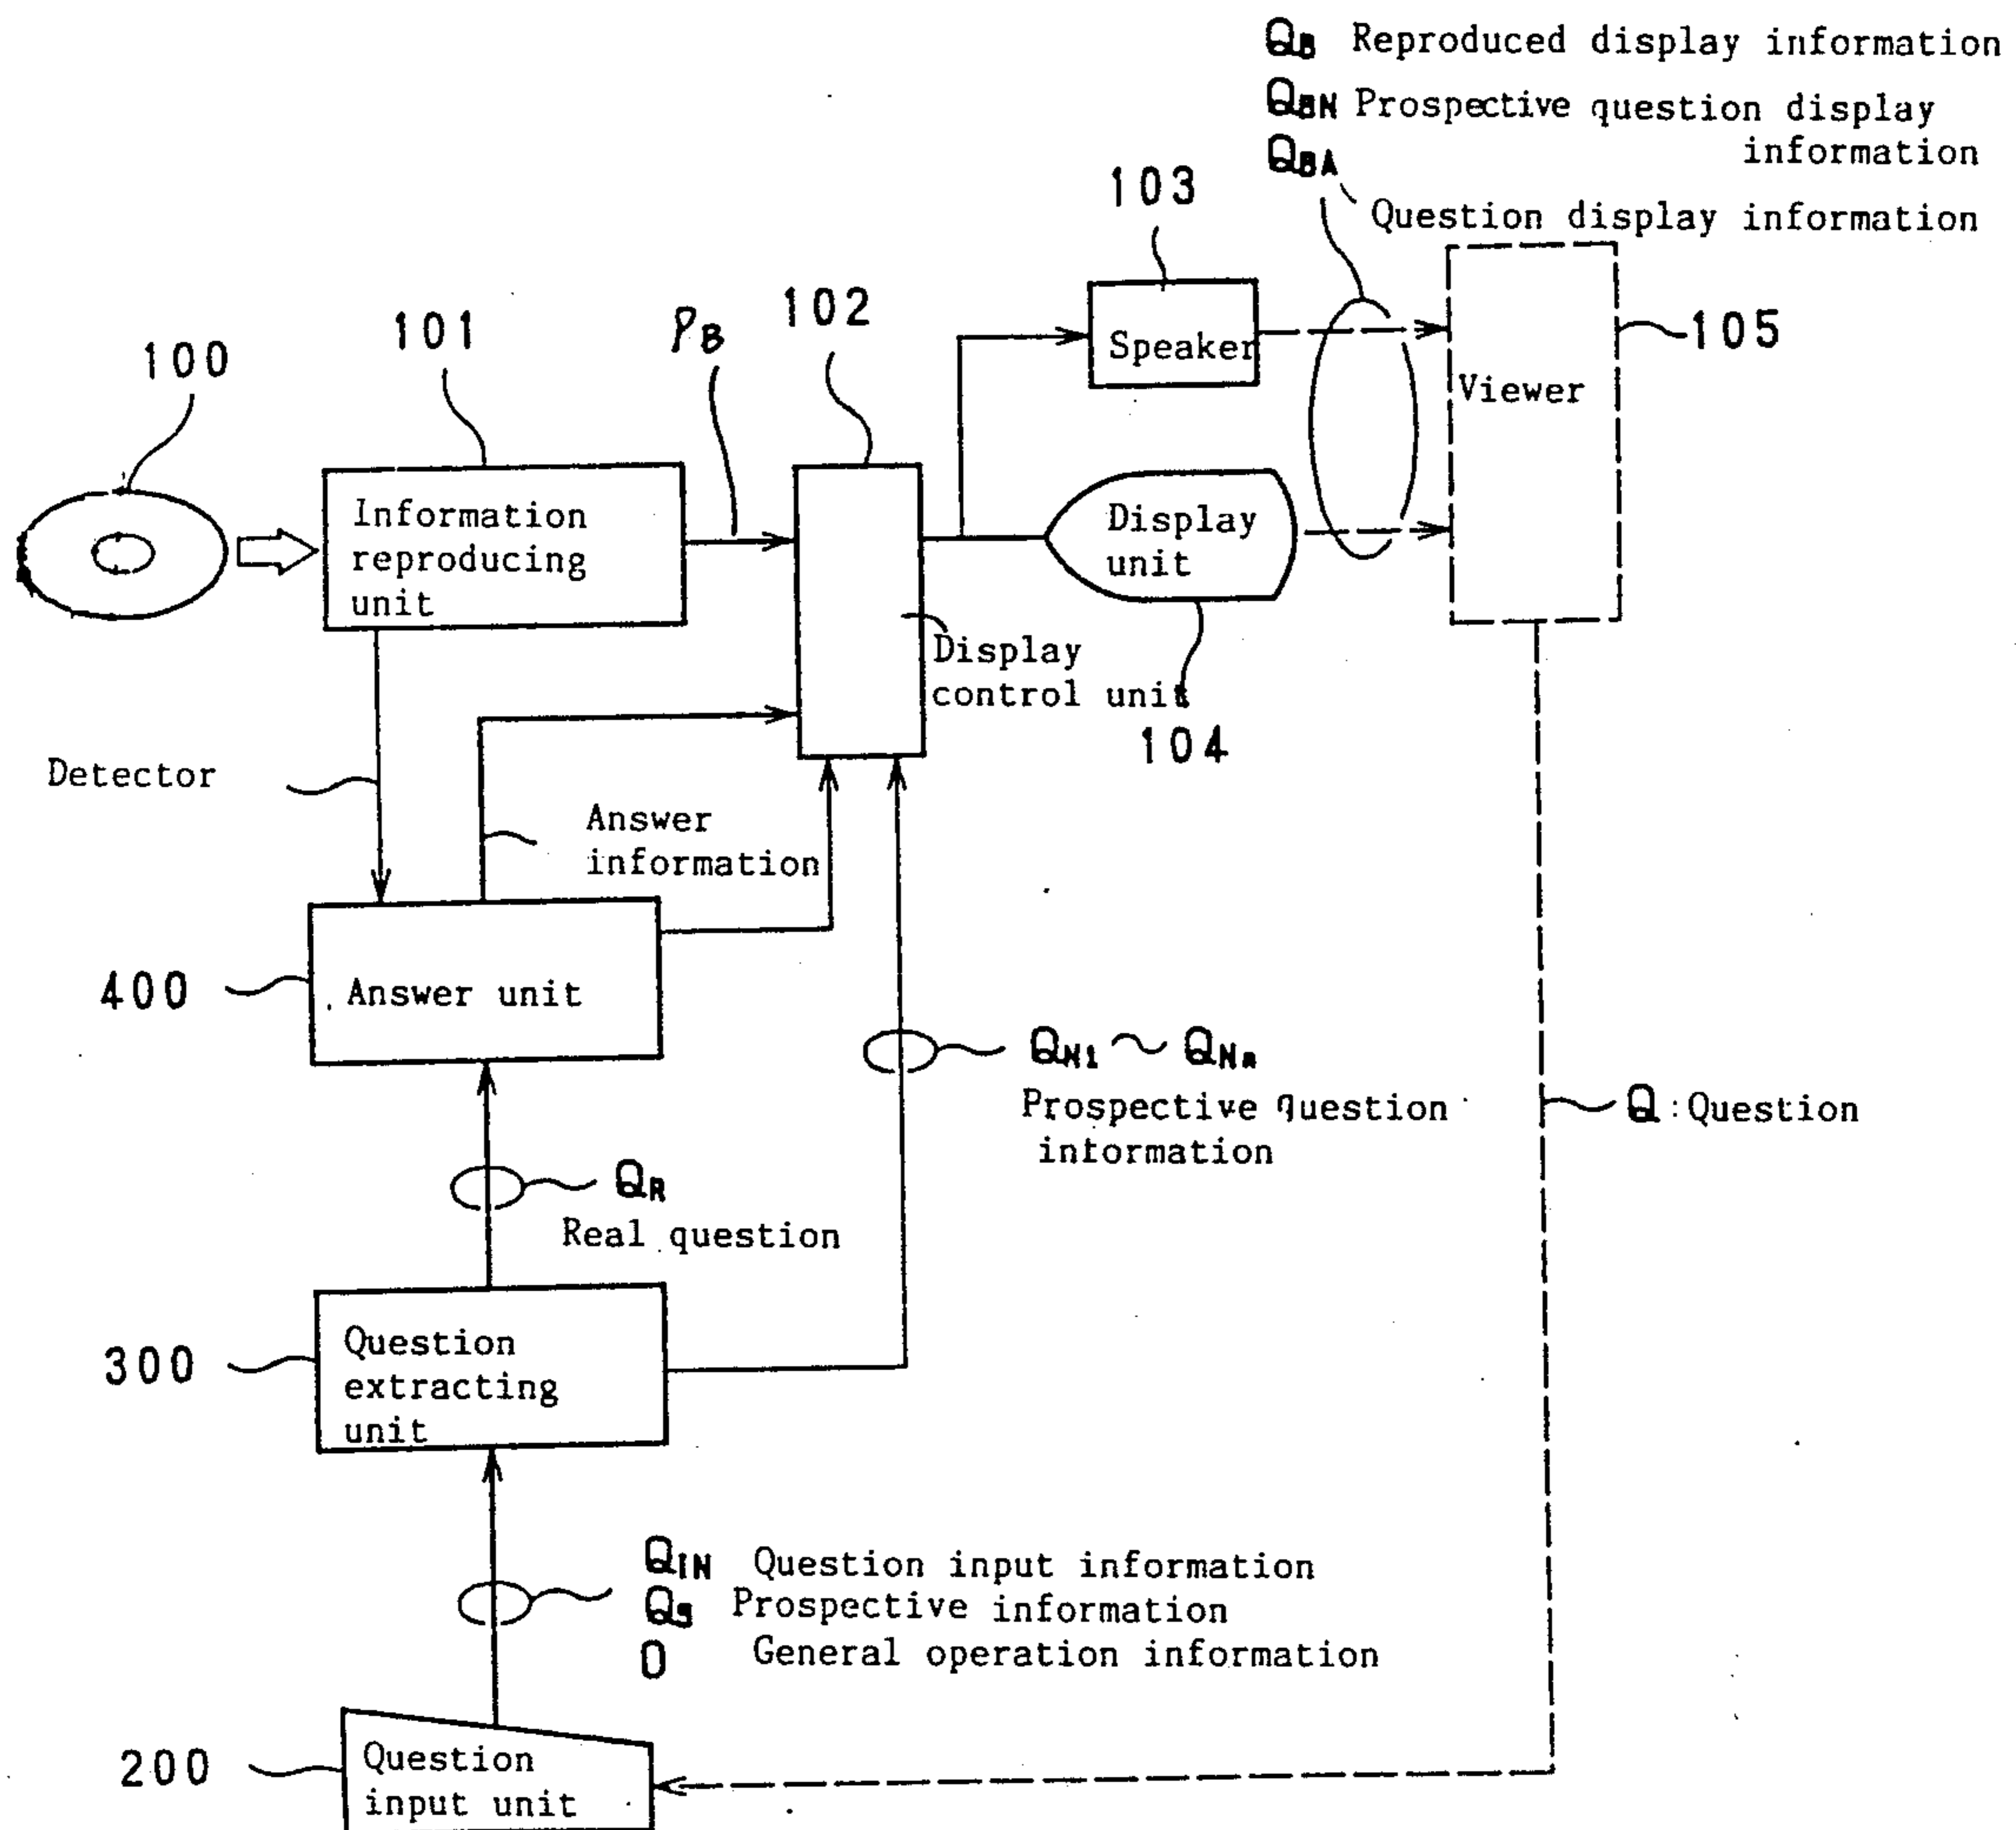 QB Reproduced display information
QBN Prospective question display
information
QBA
Question display information
103
102
PB
101
100
105
Speaker
Viewer
Information
reproducing
unit
Display
unit
Display
control unit
104
Detector
Answer
information
400
Answer unit
QN1 ~ QNn
Prospective question
information
Q : Question
QR
Real question
300
Question
extracting
unit
QIN Question input information
QS Prospective information
O General operation information
200
Question
input unit